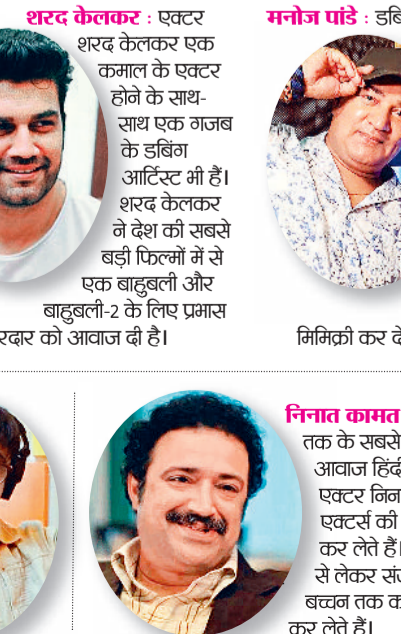 शरद केलकर : एक्टर
शरद केलकर एक
कमाल के एक्टर
होने के साथ-
साथ एक गजब
के डबिंग
आर्टिस्ट भी हैं।
शरद केलकर
ने देश की सबसे
बड़ी फिल्मों में से
एक बाहुबली और
बाहुबली-2 के लिए प्रभास
रदार को आवाज दी है।
मनोज पांडे : डबि
मिमिक्री कर दे
निनात कामत
तक के सबसे
आवाज हिंदी
एक्टर निन
एक्टर्स की
कर लेते हैं।
से लेकर सं
बच्चन तक क
कर लेते हैं।